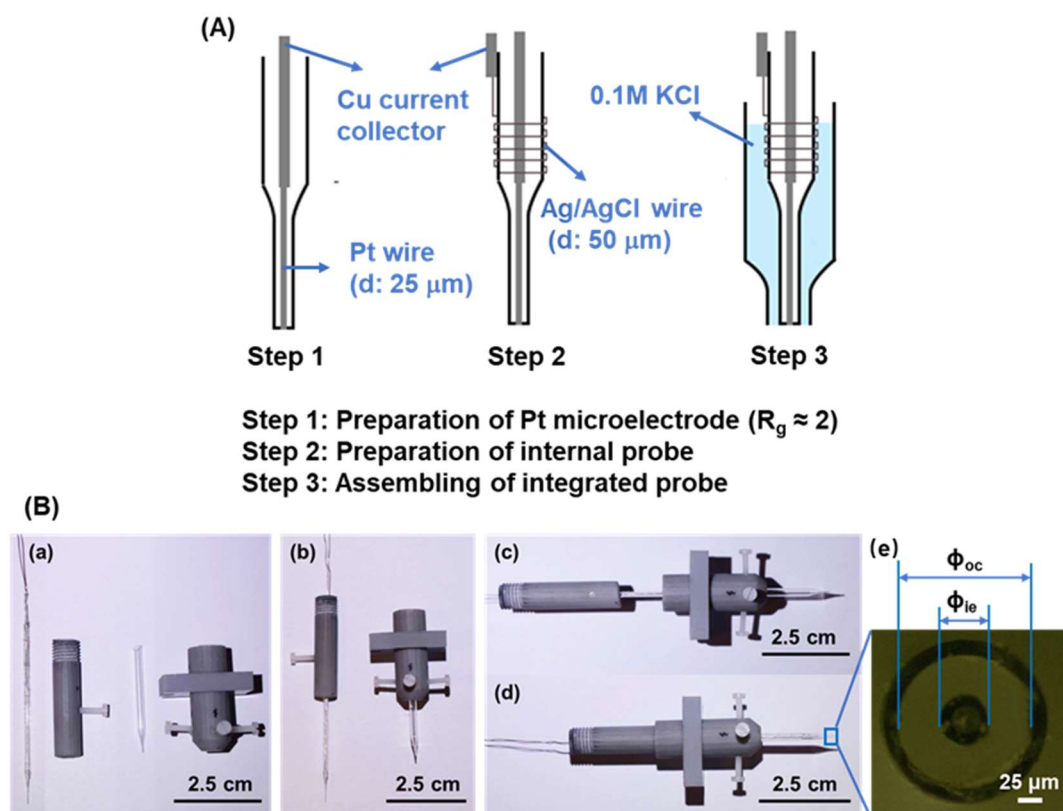 (A)
Cu current
collector
0.1M KCl
Ag/AgCl wire
(d: 50 μm)
Pt wire
(d: 25 μm)
Step 1
Step 2
Step 3
Step 1: Preparation of Pt microelectrode (Rg ≈ 2)
Step 2: Preparation of internal probe
Step 3: Assembling of integrated probe
(B)
(a)
2.5 cm
(b)
2.5 cm
(c)
2.5 cm
(d)
2.5 cm
(e)
ϕoc
ϕie
25 μm